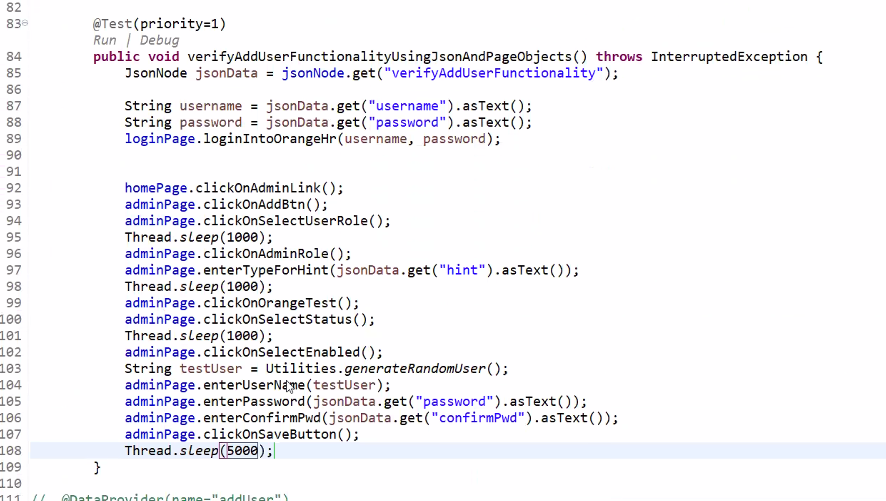 82
83 @Test(priority=1)
Run | Debug
84 public void verifyAddUserFunctionalityUsingJsonAndPageObjects() throws InterruptedException {
85 JsonNode jsonData = jsonNode.get("verifyAddUserFunctionality");
86
87 String username = jsonData.get("username").asText();
88 String password = jsonData.get("password").asText();
89 loginPage.loginIntoOrangeHr(username, password);
90
91
92 homePage.clickOnAdminLink();
93 adminPage.clickOnAddBtn();
94 adminPage.clickOnSelectUserRole();
95 Thread.sleep(1000);
96 adminPage.clickOnAdminRole();
97 adminPage.enterTypeForHint(jsonData.get("hint").asText());
98 Thread.sleep(1000);
99 adminPage.clickOnOrangeTest();
100 adminPage.clickOnSelectStatus();
101 Thread.sleep(1000);
102 adminPage.clickOnSelectEnabled();
103 String testUser = Utilities.generateRandomUser();
104 adminPage.enterUserName(testUser);
105 adminPage.enterPassword(jsonData.get("password").asText());
106 adminPage.enterConfirmPwd(jsonData.get("confirmPwd").asText());
107 adminPage.clickOnSaveButton();
108 Thread.sleep(5000);
109 }
110
111 // @DataProvider(name="addUser")